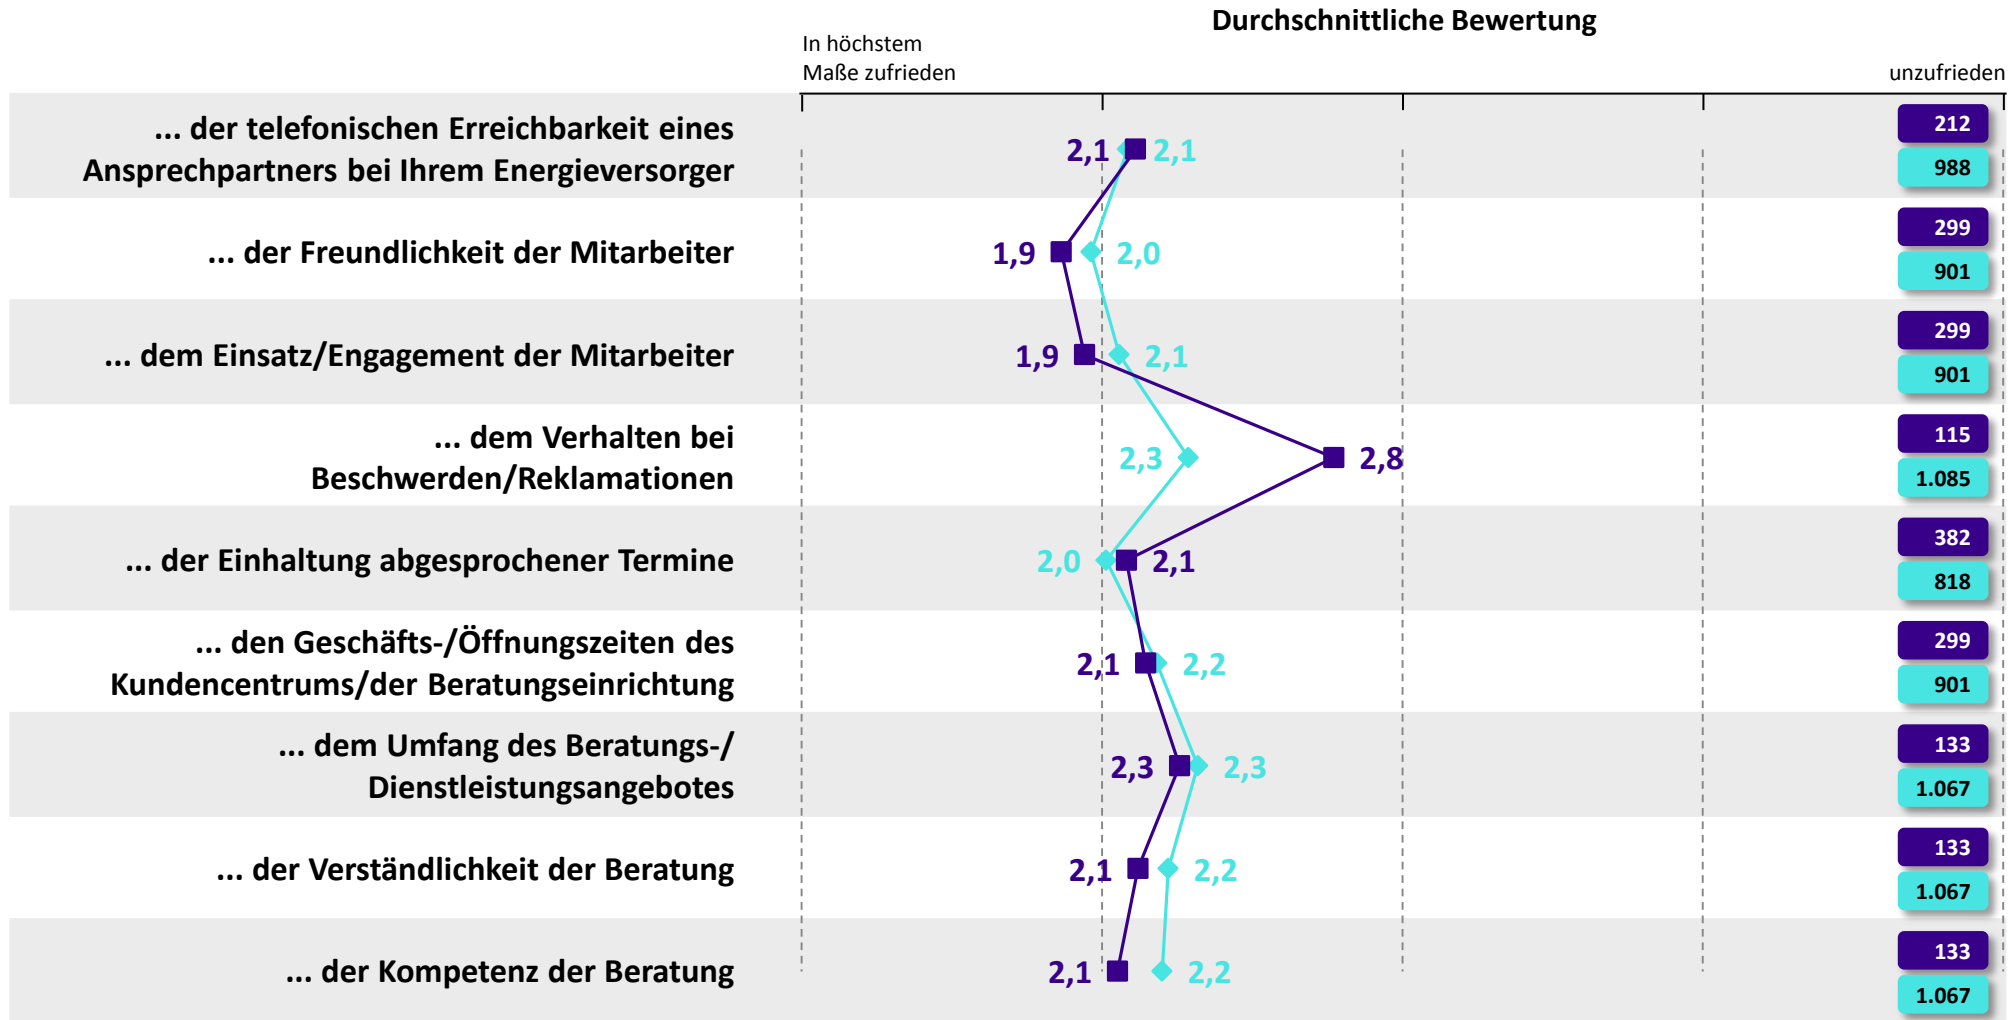 Durchschnittliche Bewertung
In höchstem
Maße zufrieden
unzufrieden
... der telefonischen Erreichbarkeit eines
Ansprechpartners bei Ihrem Energieversorger
2,1
2,1
212
988
... der Freundlichkeit der Mitarbeiter
1,9
2,0
299
901
... dem Einsatz/Engagement der Mitarbeiter
1,9
2,1
299
901
... dem Verhalten bei
Beschwerden/Reklamationen
2,3
2,8
115
1.085
... der Einhaltung abgesprochener Termine
2,0
2,1
382
818
... den Geschäfts-/Öffnungszeiten des
Kundencentrums/der Beratungseinrichtung
2,1
2,2
299
901
... dem Umfang des Beratungs-/
Dienstleistungsangebotes
2,3
2,3
133
1.067
... der Verständlichkeit der Beratung
2,1
2,2
133
1.067
... der Kompetenz der Beratung
2,1
2,2
133
1.067